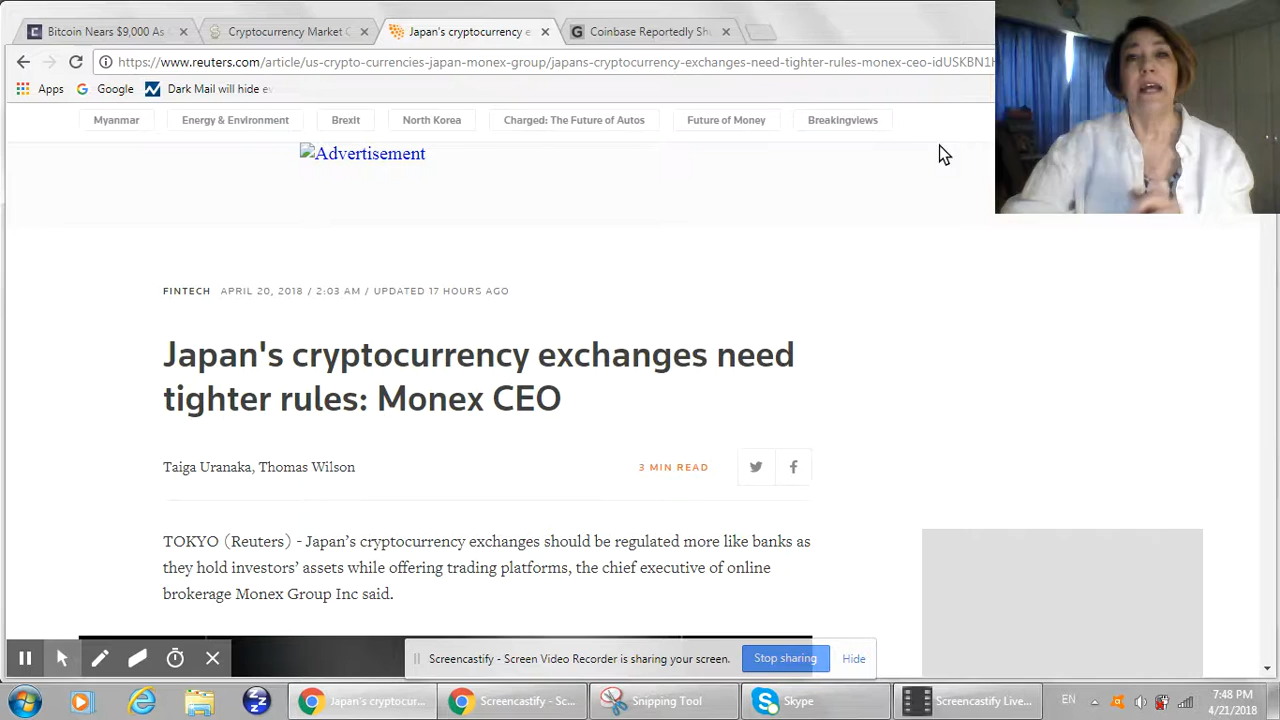 Bitcoin Nears $9,000 As
Cryptocurrency Market C
Japan's cryptocurrency e
Coinbase Reportedly Sh
https://www.reuters.com/article/us-crypto-currencies-japan-monex-group/japans-cryptocurrency-exchanges-need-tighter-rules-monex-ceo-idUSKBN1H
Apps
Google
Dark Mail will hide e
Myanmar
Energy & Environment
Brexit
North Korea
Charged: The Future of Autos
Future of Money
Breakingviews
Advertisement
FINTECH APRIL 20, 2018 / 2:03 AM / UPDATED 17 HOURS AGO
Japan's cryptocurrency exchanges need
tighter rules: Monex CEO
Taiga Uranaka, Thomas Wilson
3 MIN READ
TOKYO (Reuters) - Japan’s cryptocurrency exchanges should be regulated more like banks as
they hold investors’ assets while offering trading platforms, the chief executive of online
brokerage Monex Group Inc said.
Screencastify - Screen Video Recorder is sharing your screen.
Stop sharing
Hide
Japan's cryptocur...
Screencastify - Sc...
Snipping Tool
Skype
Screencastify Live...
EN
7:48 PM
4/21/2018